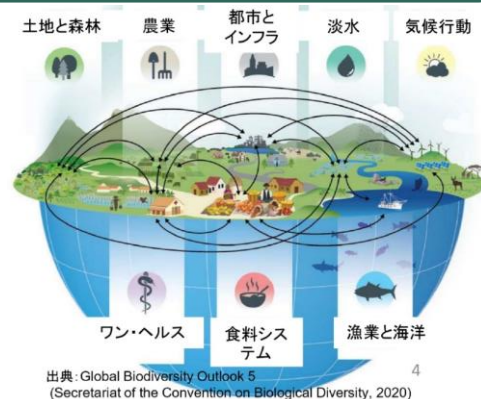 土地と森林
農業
都市と
インフラ
淡水
気候行動
ワン・ヘルス
食料シス
テム
漁業と海洋
出典:Global Biodiversity Outlook 5
(Secretariat of the Convention on Biological Diversity, 2020)
4